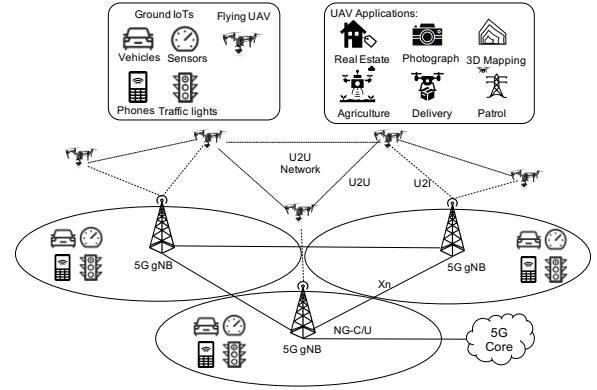 Ground IoTs
Flying UAV
Vehicles
Sensors
Phones
Traffic lights
UAV Applications:
Real Estate
Photograph
3D Mapping
Agriculture
Delivery
Patrol
U2U
Network
U2U
U2I
5G gNB
5G gNB
Xn
5G gNB
NG-C/U
5G
Core